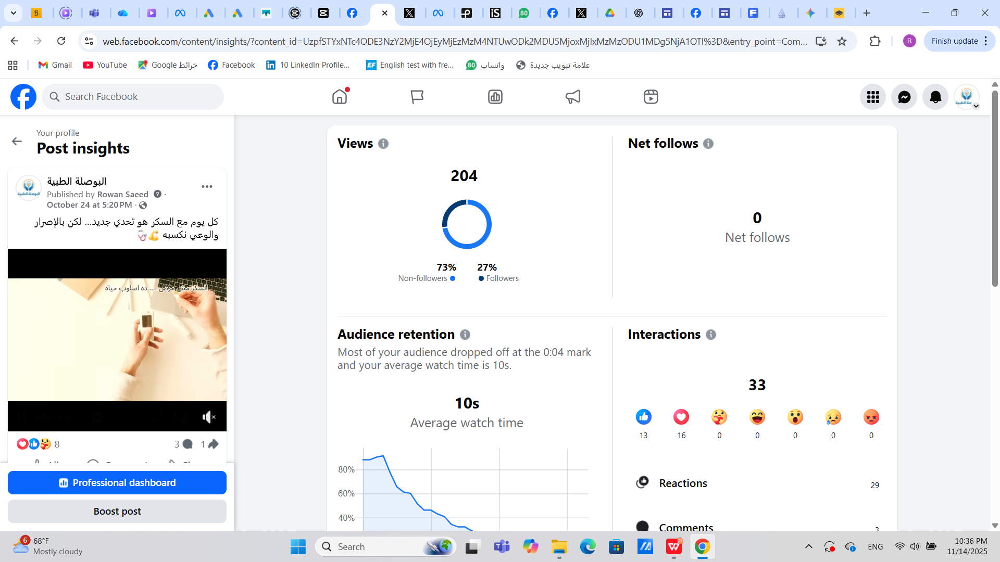 5
80
web.facebook.com/content/insights/?content_id=UzpfSTYxNTc4ODE3NzY2MjE4OjEyMjEzMzM4NTUwODk2MDU5MjoxMjIxMzMzODU1MDg5NjA1OTI%3D&entry_point=Com...
R
Finish update
Gmail
YouTube
خرائط Google
Facebook
10 LinkedIn Profile...
English test with fre...
واتساب
علامة تبويب جديدة
Search Facebook
Your profile
Post insights
البوصلة الطبية
Published by Rowan Saeed ·
October 24 at 5:20 PM ·
كل يوم مع السكر هو تحدي جديد... لكن بالإصرار
والوعي نكسبه 💪🩺
السكر مش مرض .... ده اسلوب حياة
8
3
1
Professional dashboard
Boost post
Views
204
73%
27%
Non-followers
Followers
Net follows
0
Net follows
Audience retention
Most of your audience dropped off at the 0:04 mark
and your average watch time is 10s.
10s
Average watch time
80%
60%
40%
Interactions
33
13
16
0
0
0
0
0
Reactions
29
Comments
3
6
68°F
Mostly cloudy
Search
ENG
10:36 PM
11/14/2025